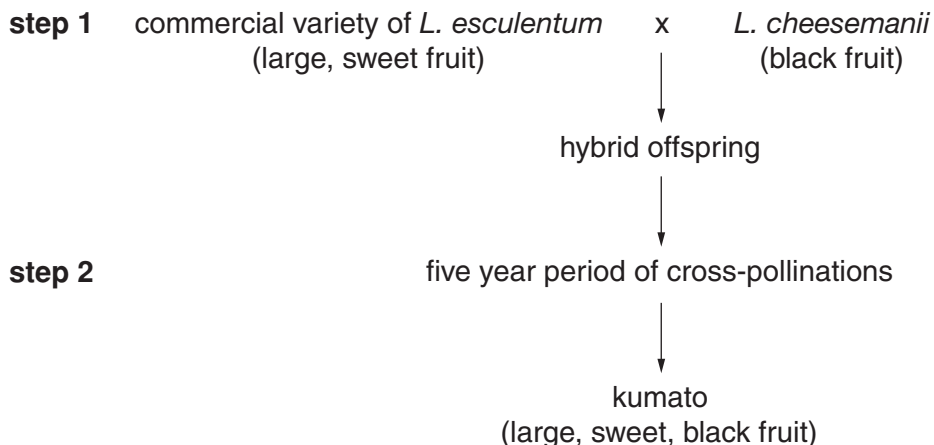 step 1 commercial variety of L. esculentum x L. cheesemanii
(large, sweet fruit) (black fruit)
hybrid offspring
step 2 five year period of cross-pollinations
kumato
(large, sweet, black fruit)